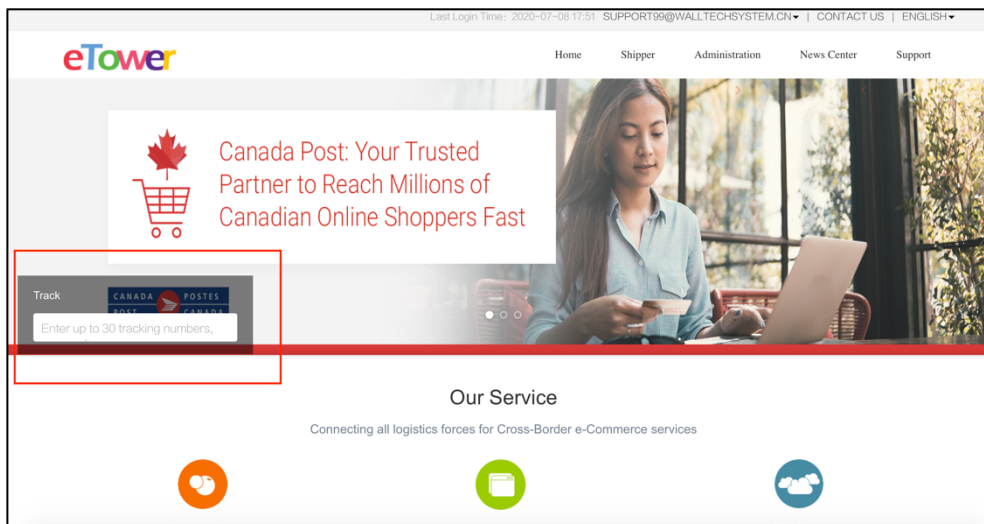 Last Login Time: 2020-07-08 17:51 SUPPORT99@WALLTECHSYSTEM.CN | CONTACT US | ENGLISH
eTower
Home Shipper Administration News Center Support
Canada Post: Your Trusted
Partner to Reach Millions of
Canadian Online Shoppers Fast
Track
CANADA POSTES
POST CANADA
Enter up to 30 tracking numbers,
Our Service
Connecting all logistics forces for Cross-Border e-Commerce services